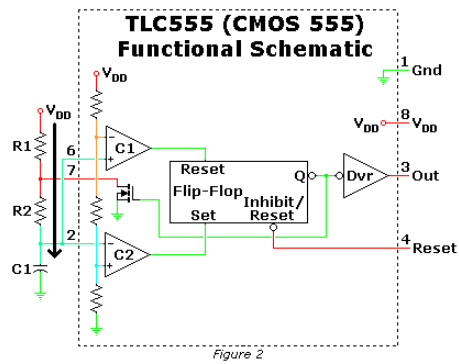 TLC555 (CMOS 555)
Functional Schematic
1
Gnd
VDD
VDD
8
VDD
VDD
R1
6
C1
3
7
Reset
Q
Dvr
Out
Flip-Flop
R2
Inhibit/
Reset
Set
2
4
Reset
C1
C2
Figure 2